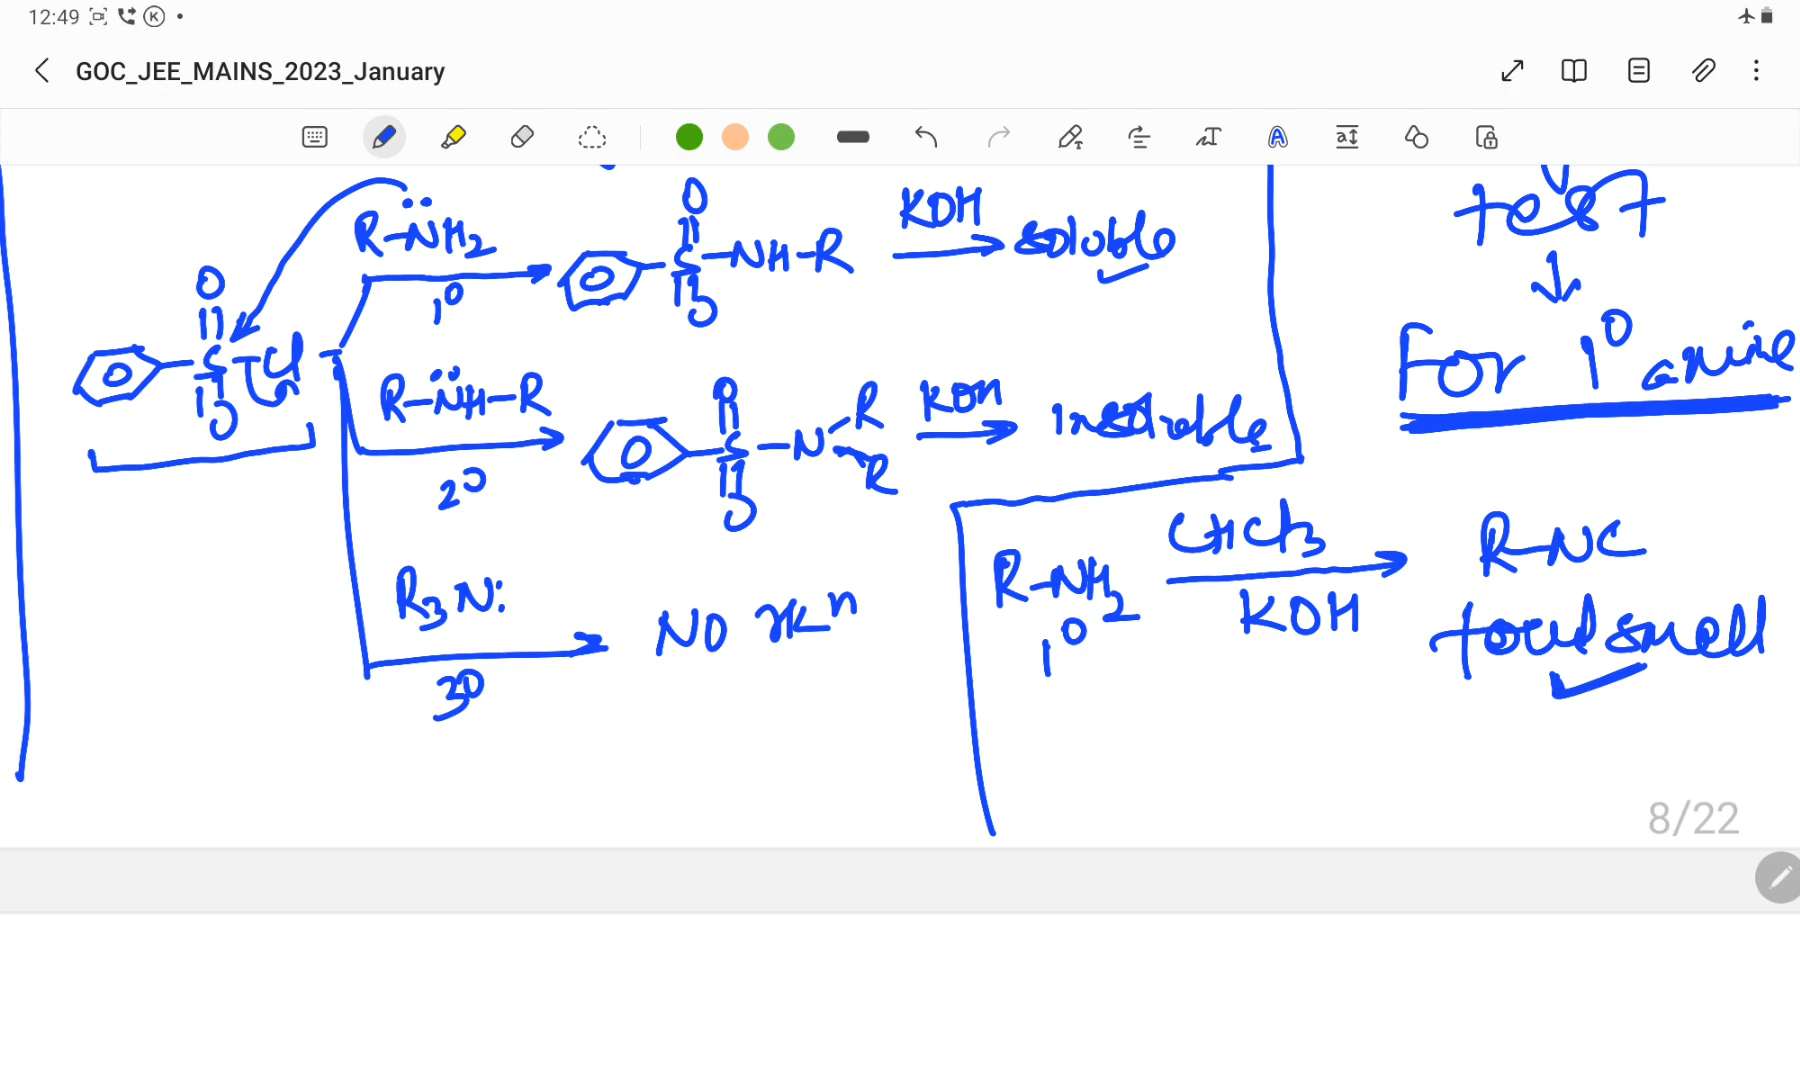 12:49
GOC_JEE_MAINS_2023_January
R-NH2
1°
O
S
O
Cl
O
S
O
-NH-R
KOH
soluble
test
For 1° amine
R-NH-R
2°
O
S
O
-N
R
R
KOH
insoluble
R3N:
3°
NO rxn
R-NH2
1°
CHCl3
KOH
R-NC
foul smell
8/22